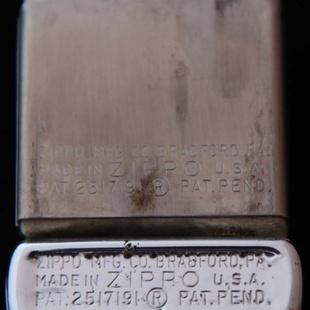 ZIPPO MFG. CO. BRADFORD, PA.
MADE IN ZIPPO U.S.A.
PAT. 2517191 ® PAT. PEND.
ZIPPO MFG. CO. BRADFORD, PA.
MADE IN ZIPPO U.S.A.
PAT. 2517191 ® PAT. PEND.